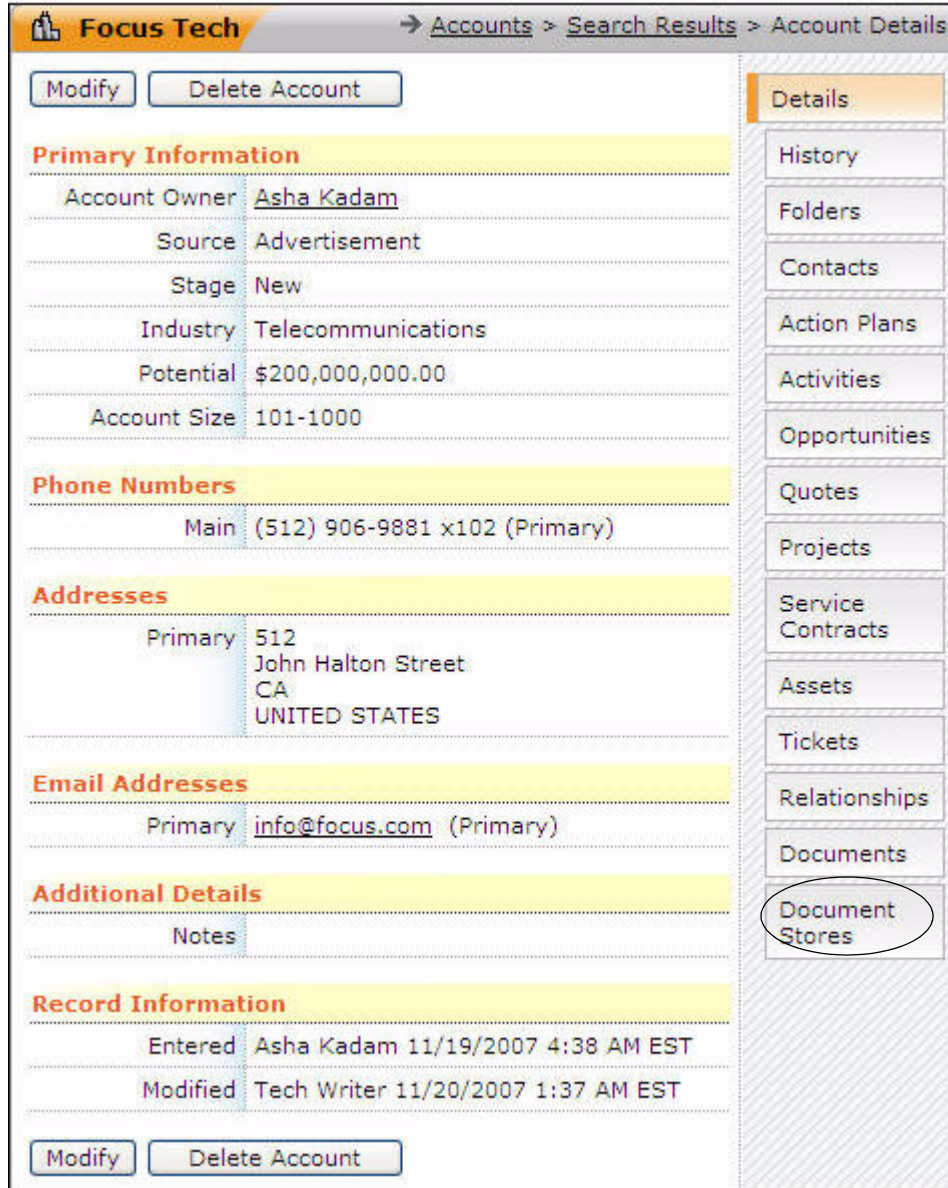 Focus Tech → Accounts > Search Results > Account Details
Modify Delete Account
Primary Information
Account Owner Asha Kadam
Source Advertisement
Stage New
Industry Telecommunications
Potential $200,000,000.00
Account Size 101-1000
Phone Numbers
Main (512) 906-9881 x102 (Primary)
Addresses
Primary 512
John Halton Street
CA
UNITED STATES
Email Addresses
Primary info@focus.com (Primary)
Additional Details
Notes
Record Information
Entered Asha Kadam 11/19/2007 4:38 AM EST
Modified Tech Writer 11/20/2007 1:37 AM EST
Modify Delete Account
Details
History
Folders
Contacts
Action Plans
Activities
Opportunities
Quotes
Projects
Service
Contracts
Assets
Tickets
Relationships
Documents
Document
Stores